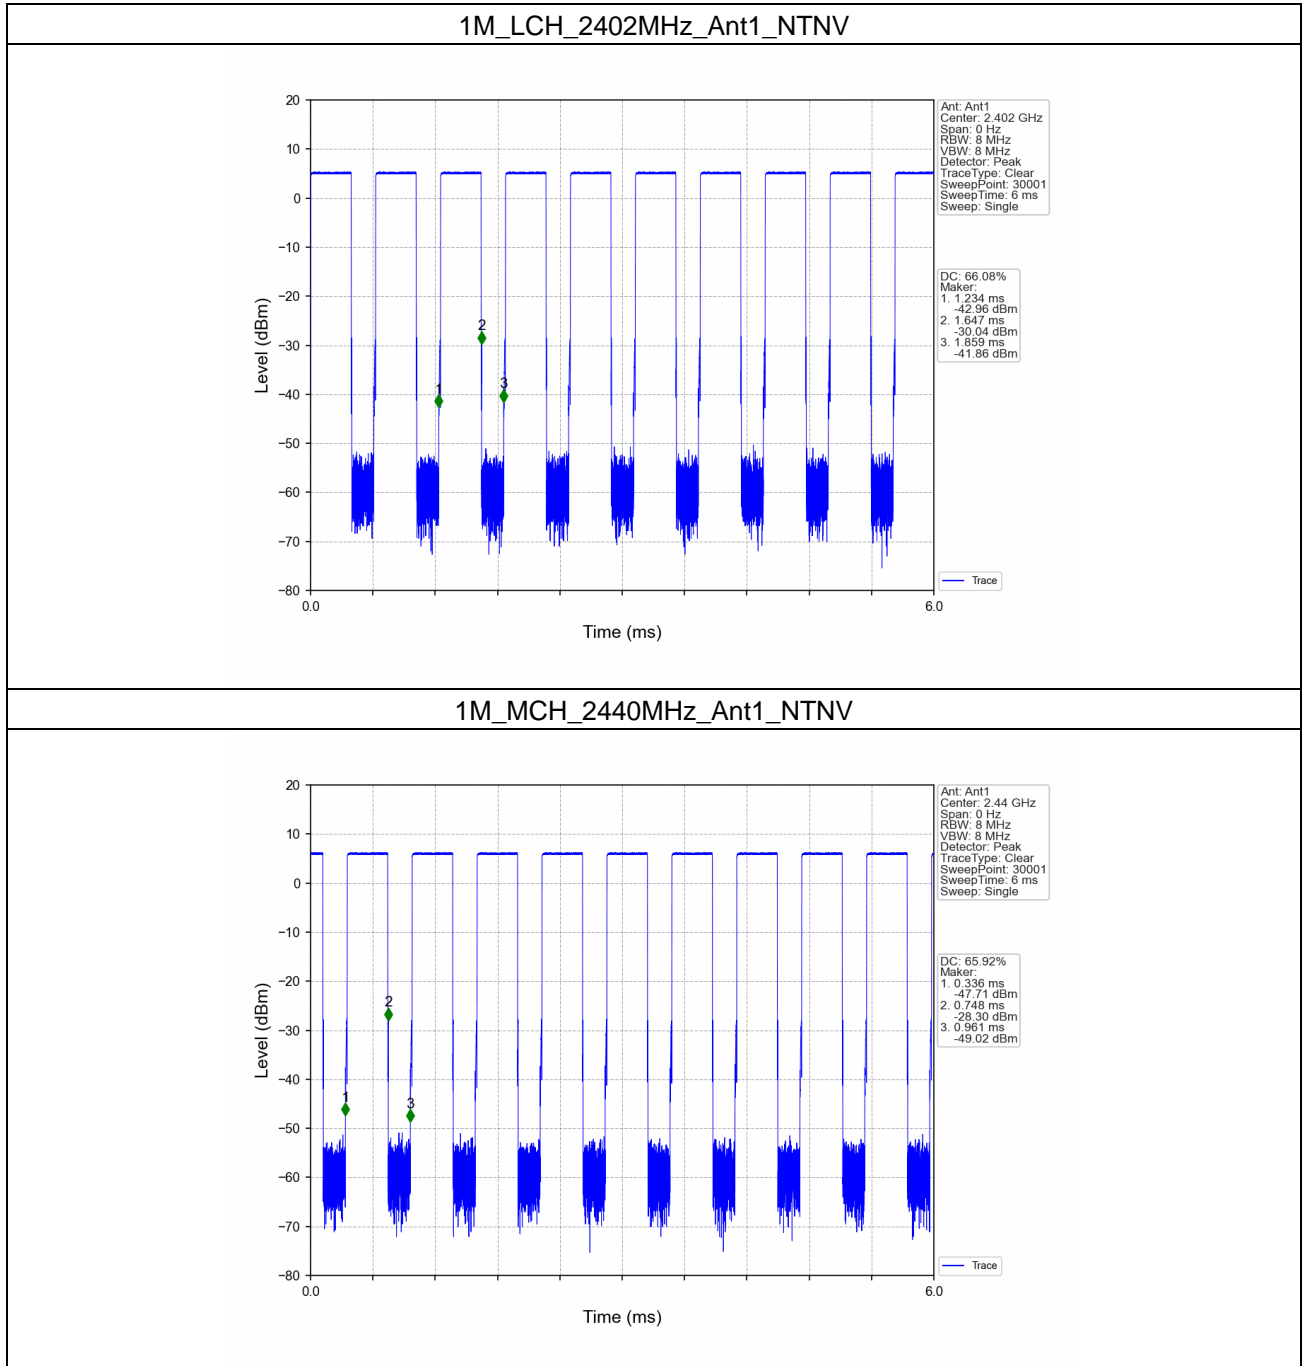 1M_LCH_2402MHz_Ant1_NTNV
20
10
0
−10
−20
−30
−40
−50
−60
−70
−80
Level (dBm)
0.0
6.0
Time (ms)
1
2
3
Ant: Ant1
Center: 2.402 GHz
Span: 0 Hz
RBW: 8 MHz
VBW: 8 MHz
Detector: Peak
TraceType: Clear
SweepPoint: 30001
SweepTime: 6 ms
Sweep: Single
DC: 66.08%
Maker:
1. 1.234 ms
-42.96 dBm
2. 1.647 ms
-30.04 dBm
3. 1.859 ms
-41.86 dBm
Trace
1M_MCH_2440MHz_Ant1_NTNV
20
10
0
−10
−20
−30
−40
−50
−60
−70
−80
Level (dBm)
0.0
6.0
Time (ms)
1
2
3
Ant: Ant1
Center: 2.44 GHz
Span: 0 Hz
RBW: 8 MHz
VBW: 8 MHz
Detector: Peak
TraceType: Clear
SweepPoint: 30001
SweepTime: 6 ms
Sweep: Single
DC: 65.92%
Maker:
1. 0.336 ms
-47.71 dBm
2. 0.748 ms
-28.30 dBm
3. 0.961 ms
-49.02 dBm
Trace